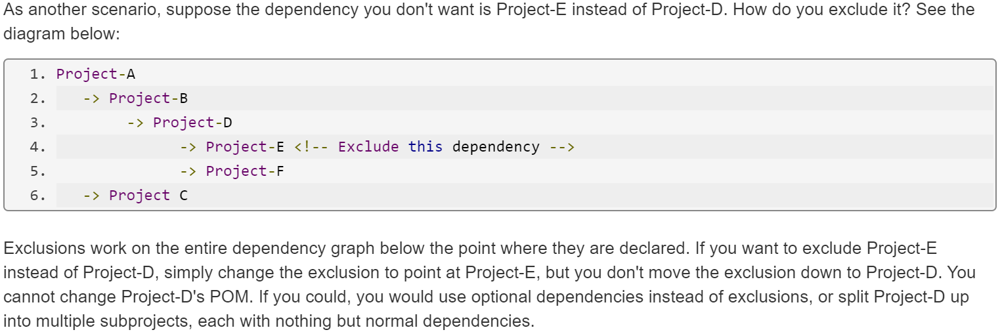 As another scenario, suppose the dependency you don't want is Project-E instead of Project-D. How do you exclude it? See the
diagram below:
1. Project-A
2.    -> Project-B
3.         -> Project-D
4.               -> Project-E <!-- Exclude this dependency -->
5.               -> Project-F
6.    -> Project C
Exclusions work on the entire dependency graph below the point where they are declared. If you want to exclude Project-E
instead of Project-D, simply change the exclusion to point at Project-E, but you don't move the exclusion down to Project-D. You
cannot change Project-D's POM. If you could, you would use optional dependencies instead of exclusions, or split Project-D up
into multiple subprojects, each with nothing but normal dependencies.